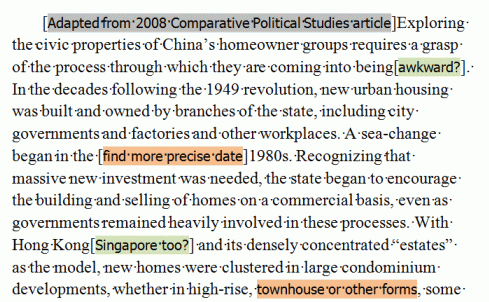 [Adapted from 2008 Comparative Political Studies article]Exploring
the civic properties of China's homeowner groups requires a grasp
of the process through which they are coming into being[awkward?].
In the decades following the 1949 revolution, new urban housing
was built and owned by branches of the state, including city
governments and factories and other workplaces. A sea-change
began in the [find more precise date]1980s. Recognizing that
massive new investment was needed, the state began to encourage
the building and selling of homes on a commercial basis, even as
governments remained heavily involved in these processes. With
Hong Kong[Singapore too?] and its densely concentrated “estates”
as the model, new homes were clustered in large condominium
developments, whether in high-rise, townhouse or other forms, some